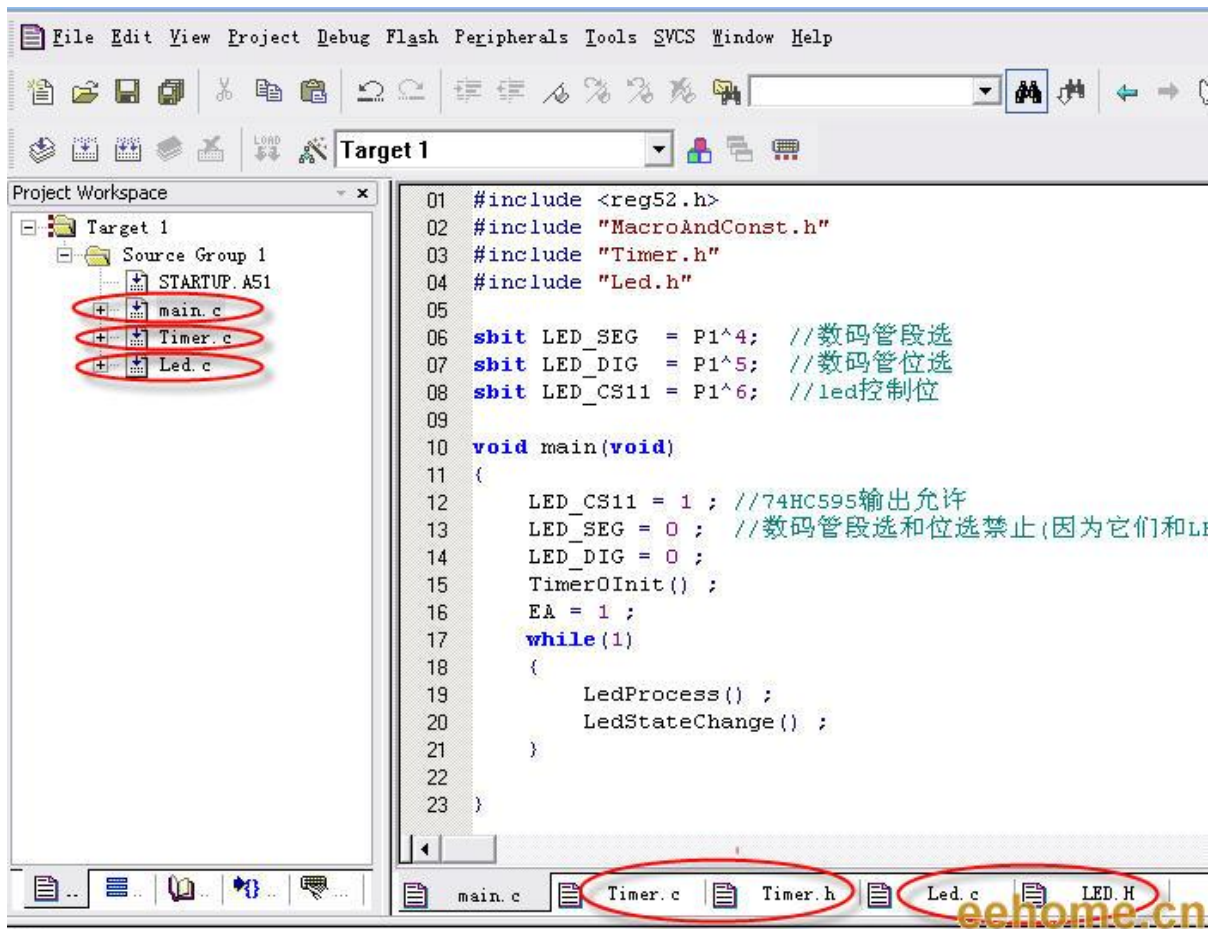 File Edit View Project Debug Flash Peripherals Tools SVCS Window Help
LOAD
Target 1
Project Workspace
Target 1
Source Group 1
STARTUP.A51
main.c
Timer.c
Led.c
01 #include <reg52.h>
02 #include "MacroAndConst.h"
03 #include "Timer.h"
04 #include "Led.h"
05
06 sbit LED_SEG = P1^4; //数码管段选
07 sbit LED_DIG = P1^5; //数码管位选
08 sbit LED_CS11 = P1^6; //led控制位
09
10 void main(void)
11 {
12 LED_CS11 = 1 ; //74HC595输出允许
13 LED_SEG = 0 ; //数码管段选和位选禁止(因为它们和
14 LED_DIG = 0 ;
15 Timer0Init() ;
16 EA = 1 ;
17 while(1)
18 {
19 LedProcess() ;
20 LedStateChange() ;
21 }
22
23 }
main.c Timer.c Timer.h Led.c LED.H
eehome.cn